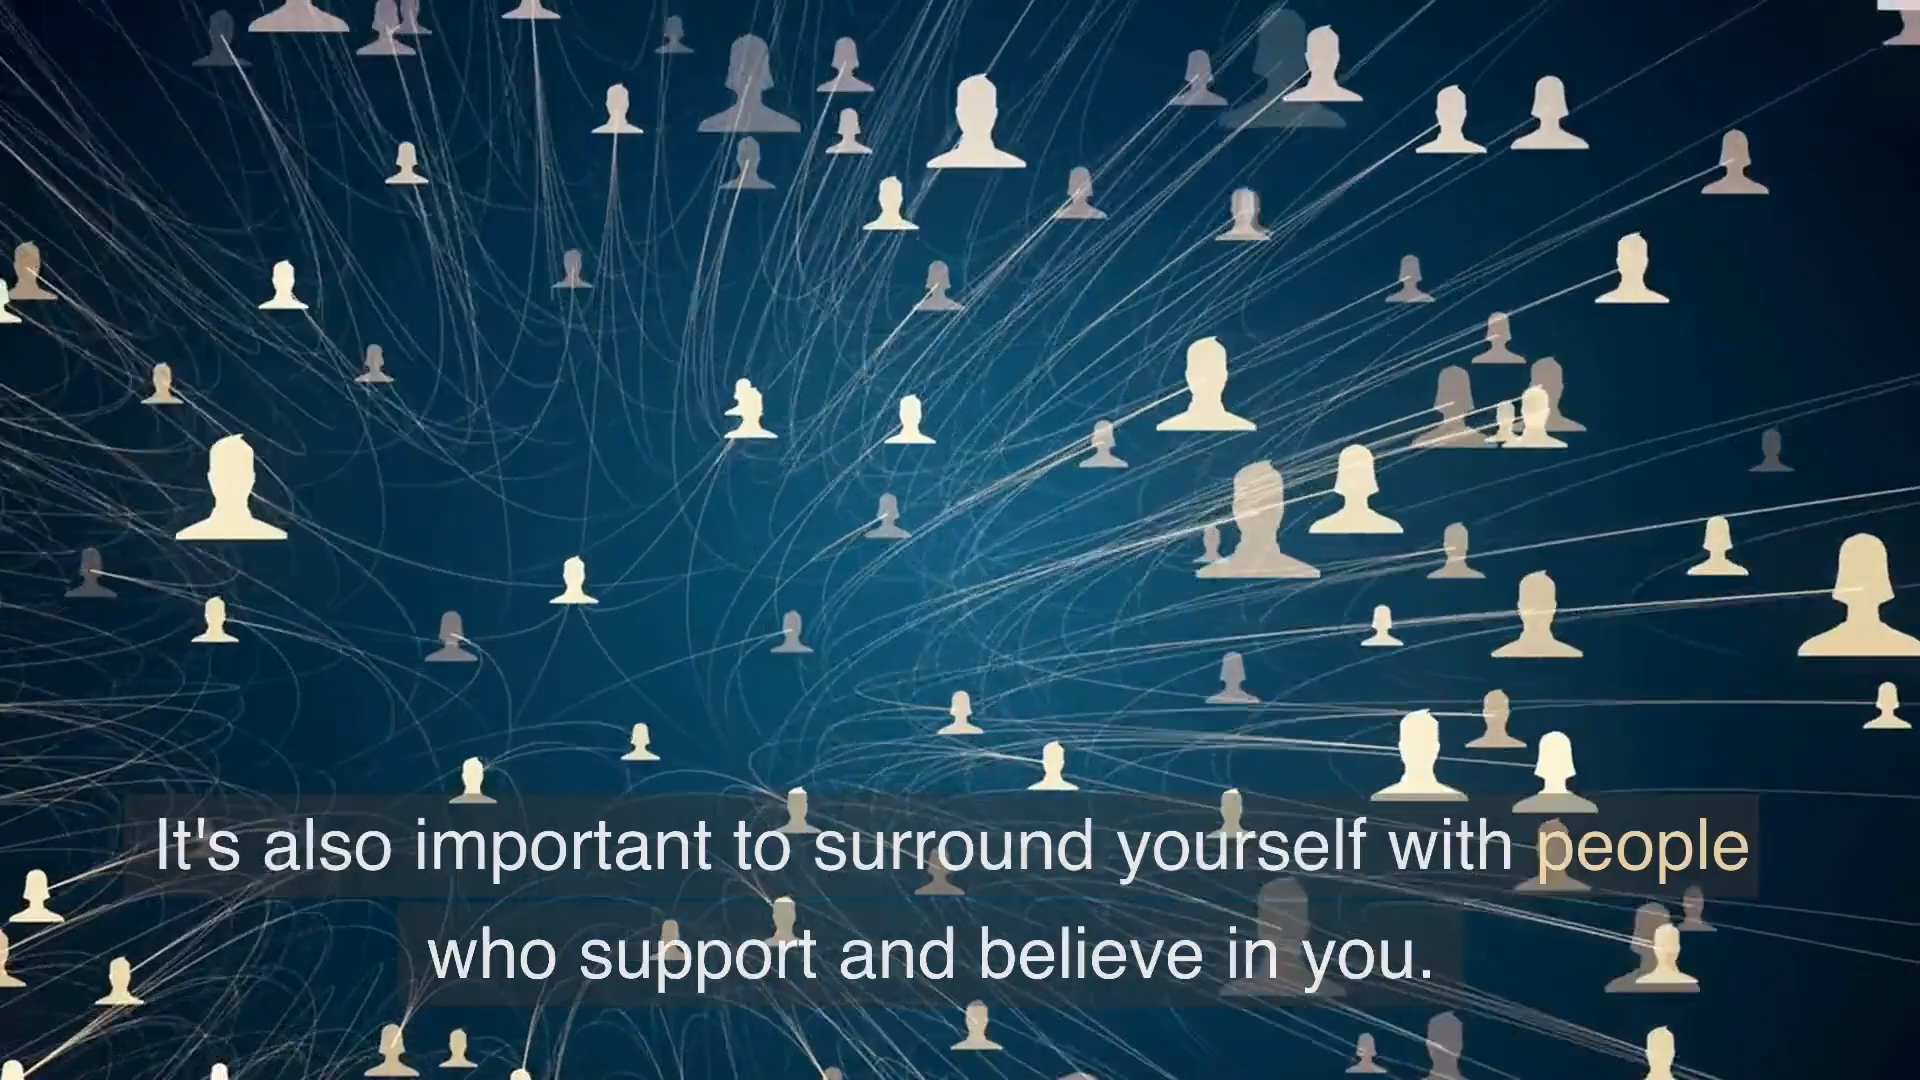 It's also important to surround yourself with people
who support and believe in you.